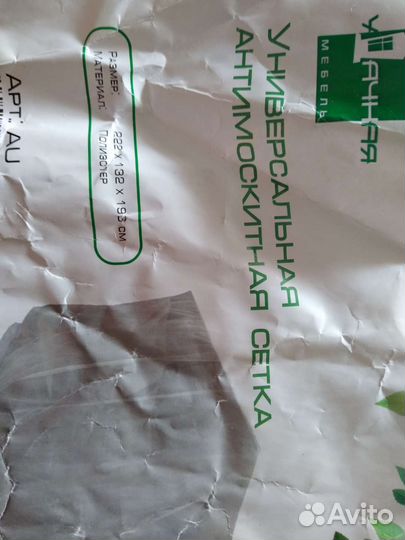 ДАЧНАЯ
МЕБЕЛЬ
УНИВЕРСАЛЬНАЯ
АНТИМОСКИТНАЯ СЕТКА
РАЗМЕР: 222 X 132 X 193 СМ
МАТЕРИАЛ: ПОЛИЭСТЕР
АРТ: AU
Avito